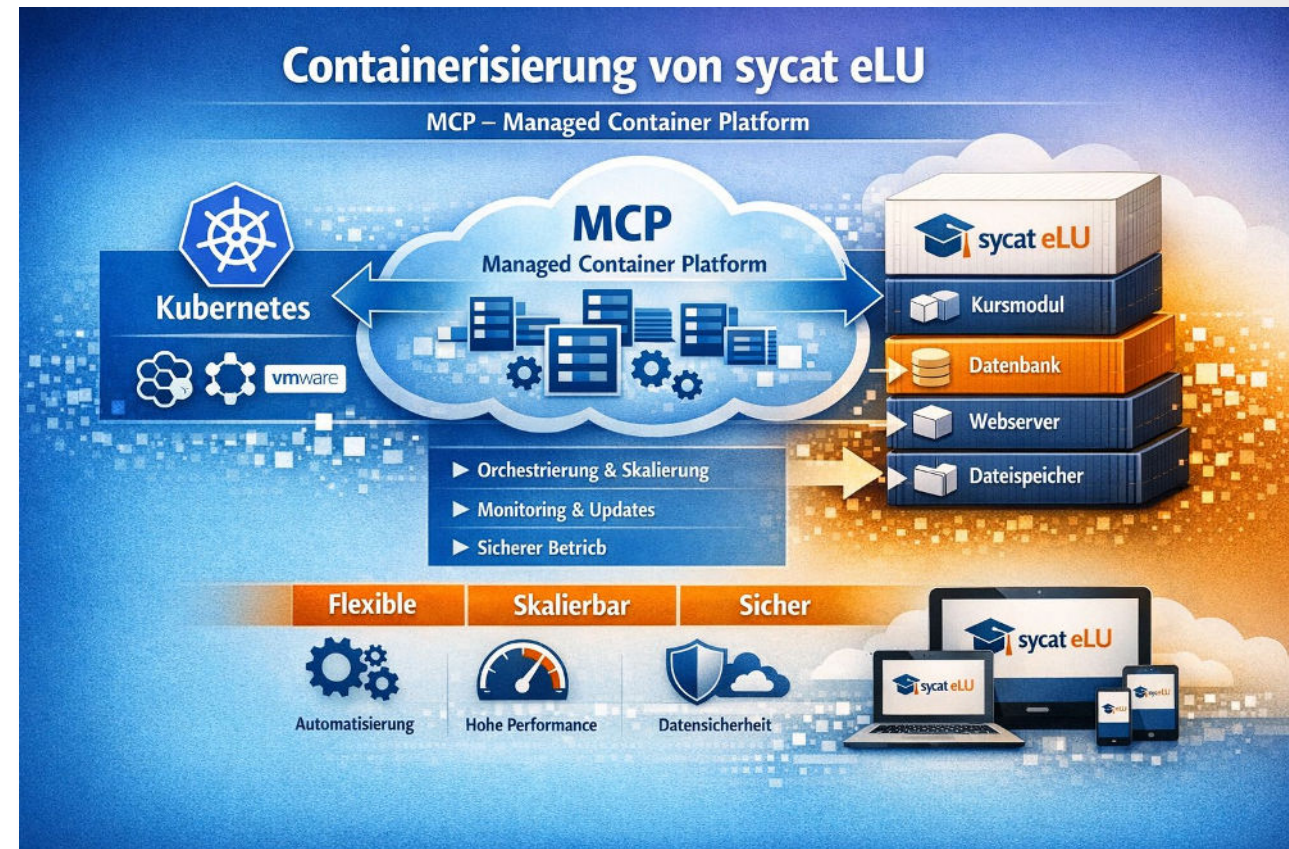 Containerisierung von sycat eLU
MCP – Managed Container Platform
Kubernetes
vmware
MCP
Managed Container Platform
sycat eLU
Kursmodul
Datenbank
Webserver
Dateispeicher
▶ Orchestrierung & Skalierung
▶ Monitoring & Updates
▶ Sicherer Betricb
Flexible
Skalierbar
Sicher
Automatisierung
Hohe Performance
Datensicherheit
sycat eLU
sycat eLU